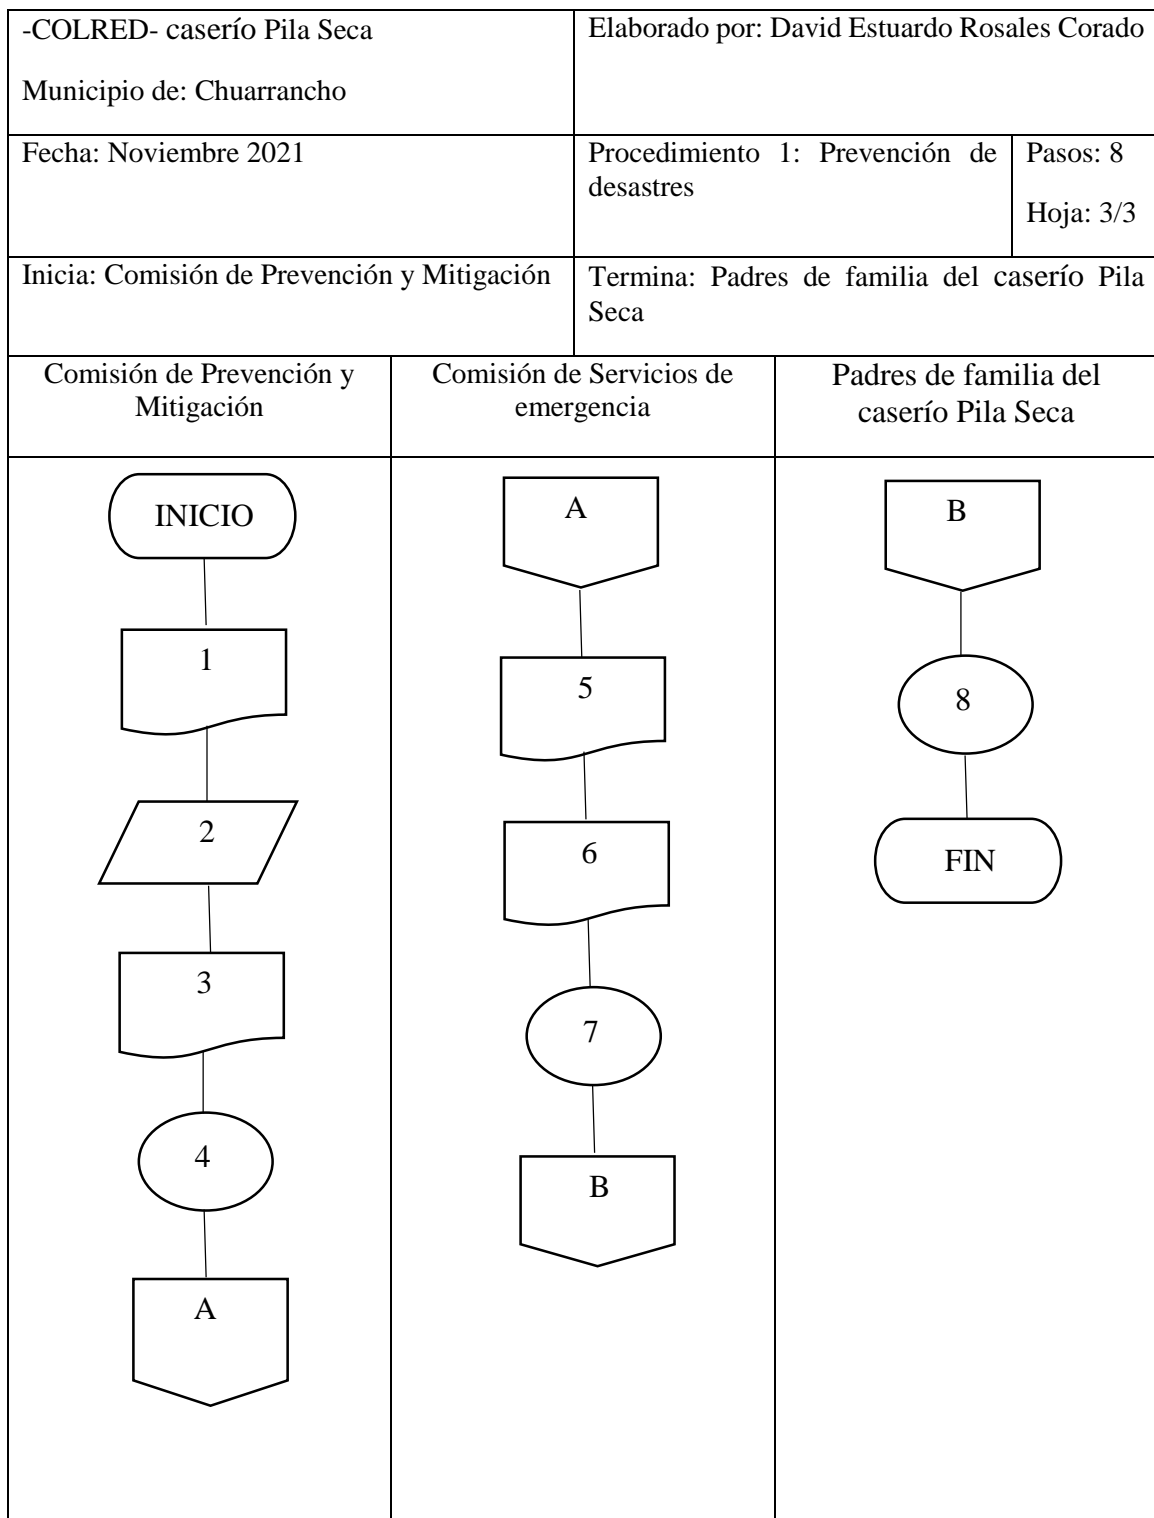 -COLRED- caserío Pila Seca
Municipio de: Chuarrancho
Elaborado por: David Estuardo Rosales Corado
Fecha: Noviembre 2021
Procedimiento 1: Prevención de
desastres
Pasos: 8
Hoja: 3/3
Inicia: Comisión de Prevención y Mitigación
Termina: Padres de familia del caserío Pila
Seca
Comisión de Prevención y
Mitigación
Comisión de Servicios de
emergencia
Padres de familia del
caserío Pila Seca
INICIO
1
2
3
4
A
A
5
6
7
B
B
8
FIN